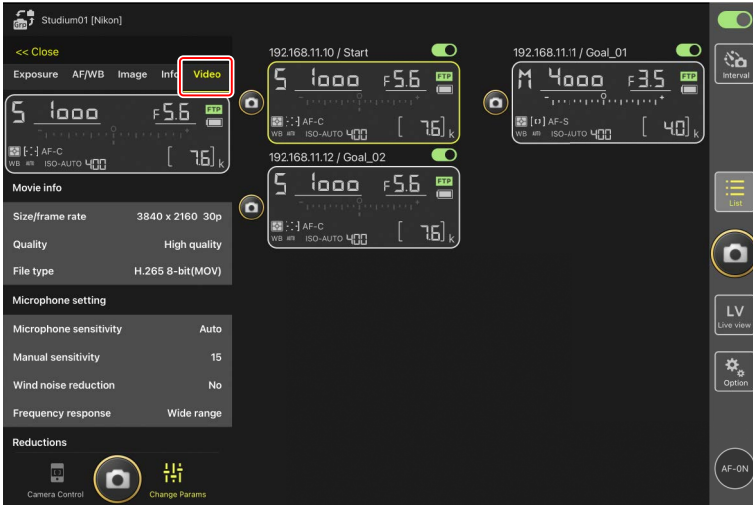 Grp
Studium01 [Nikon]
<< Close
Exposure AF/WB Image Info Video
S 1000 F5.6 FTP
AF-C
WB ISO-AUTO 400 [ 7.6] k
Movie info
Size/frame rate 3840 x 2160 30p
Quality High quality
File type H.265 8-bit(MOV)
Microphone setting
Microphone sensitivity Auto
Manual sensitivity 15
Wind noise reduction No
Frequency response Wide range
Reductions
Camera Control
Change Params
192.168.11.10 / Start
S 1000 F5.6 FTP
AF-C
WB ISO-AUTO 400 [ 7.6] k
192.168.11.11 / Goal_01
M 4000 F3.5 FTP
AF-S
WB ISO-AUTO 400 [ 4.0] k
192.168.11.12 / Goal_02
S 1000 F5.6 FTP
AF-C
WB ISO-AUTO 400 [ 7.6] k
Interval
List
LV
Live view
Option
AF-ON